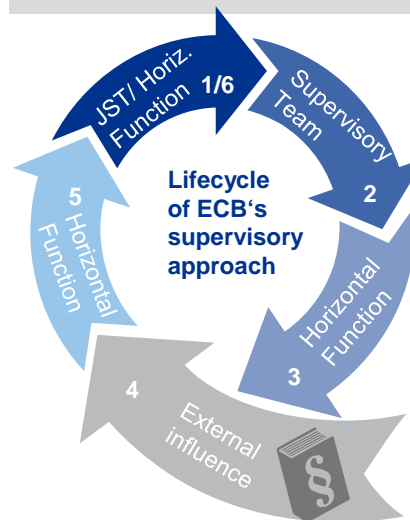 JST/ Horiz.
Function 1/6
Supervisory
Team
2
Lifecycle
of ECB‘s
supervisory
approach
Horizontal
Function
3
External
influence
§
4
5
Horizontal
Function